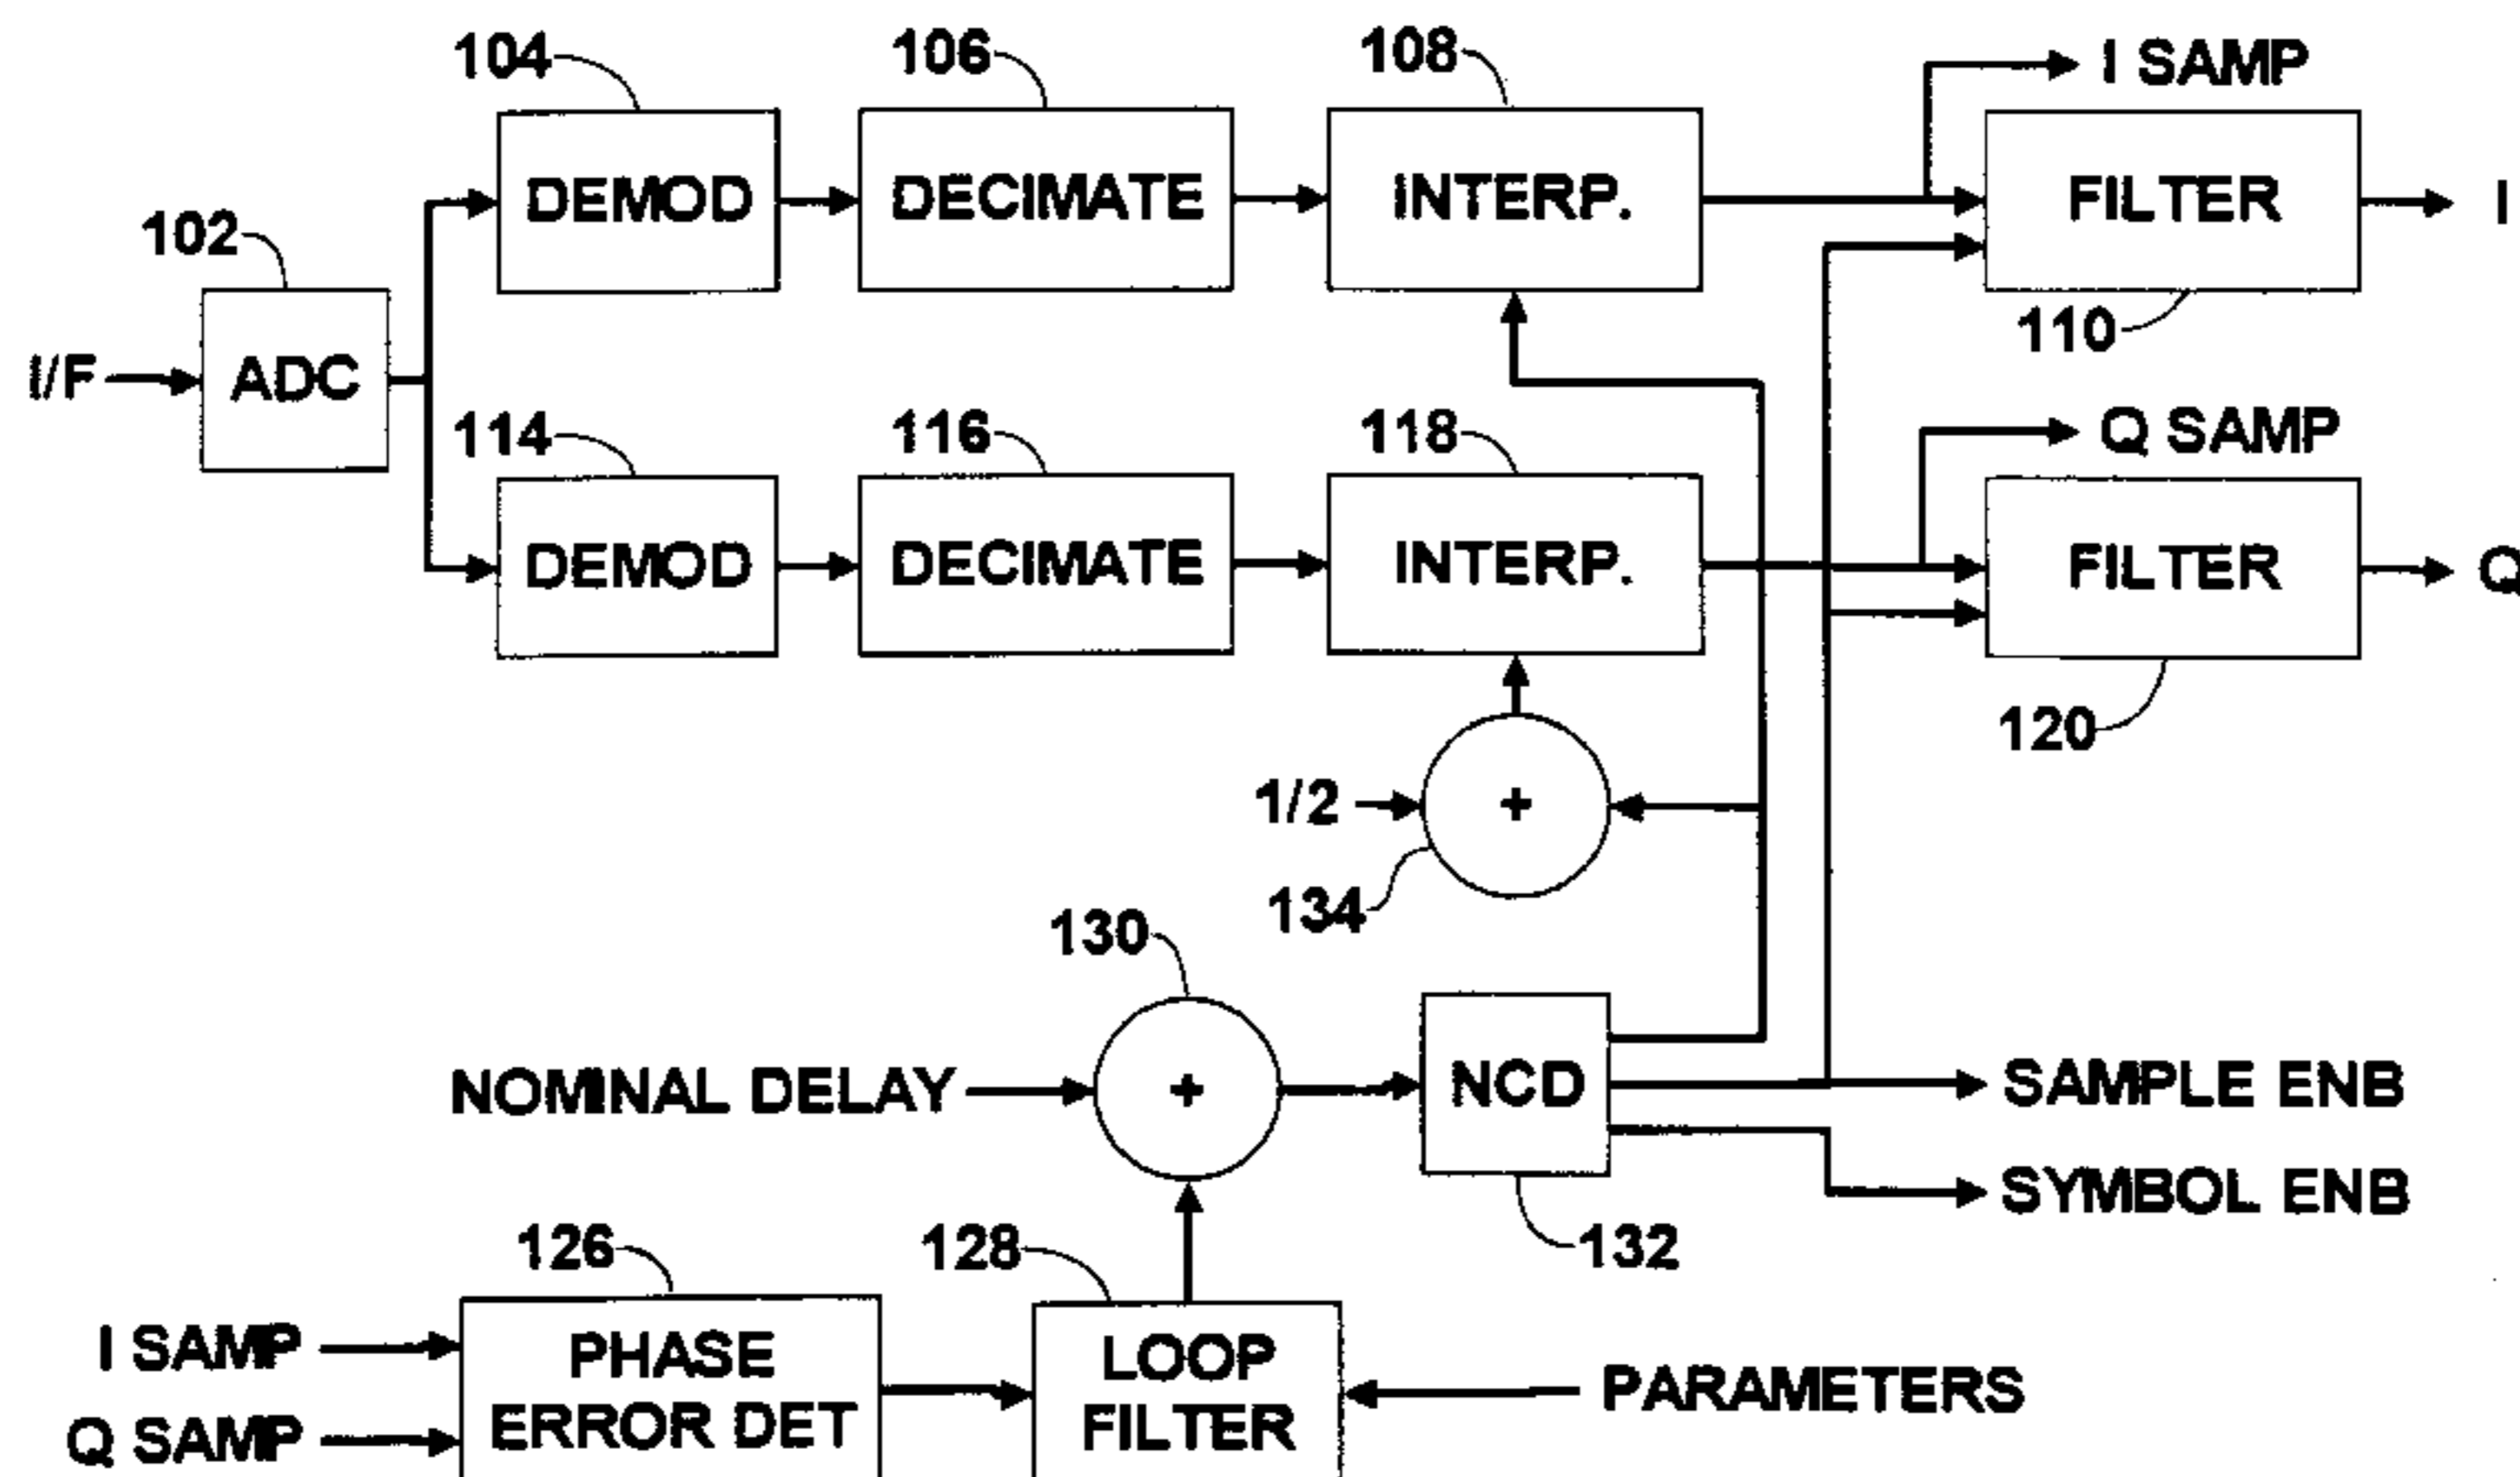 104
106
108
I SAMP
102
DEMOD
DECIMATE
INTERP.
FILTER
I
I/F
ADC
110
114
116
118
Q SAMP
DEMOD
DECIMATE
INTERP.
FILTER
Q
120
1/2
+
134
130
NOMINAL DELAY
+
NCD
SAMPLE ENB
SYMBOL ENB
126
128
132
I SAMP
Q SAMP
PHASE
ERROR DET
LOOP
FILTER
PARAMETERS